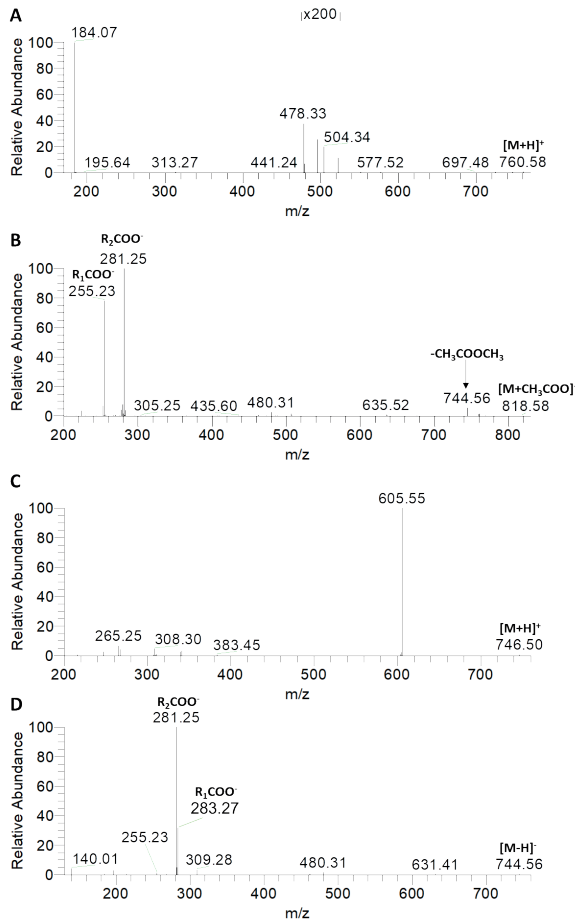 A
|x200|
184.07
100
80
60
40
20
0
Relative Abundance
478.33
504.34
195.64
313.27
441.24
577.52
697.48
[M+H]+
760.58
200 300 400 500 600 700
m/z
B
R2COO-
281.25
R1COO-
255.23
100
80
60
40
20
0
Relative Abundance
-CH3COOCH3
744.56
[M+CH3COO]-
818.58
305.25
435.60
480.31
635.52
200 300 400 500 600 700 800
m/z
C
605.55
100
80
60
40
20
0
Relative Abundance
265.25
308.30
383.45
[M+H]+
746.50
200 300 400 500 600 700
m/z
D
R2COO-
281.25
100
80
60
40
20
0
Relative Abundance
R1COO-
283.27
255.23
140.01
309.28
480.31
631.41
[M-H]-
744.56
200 300 400 500 600 700
m/z